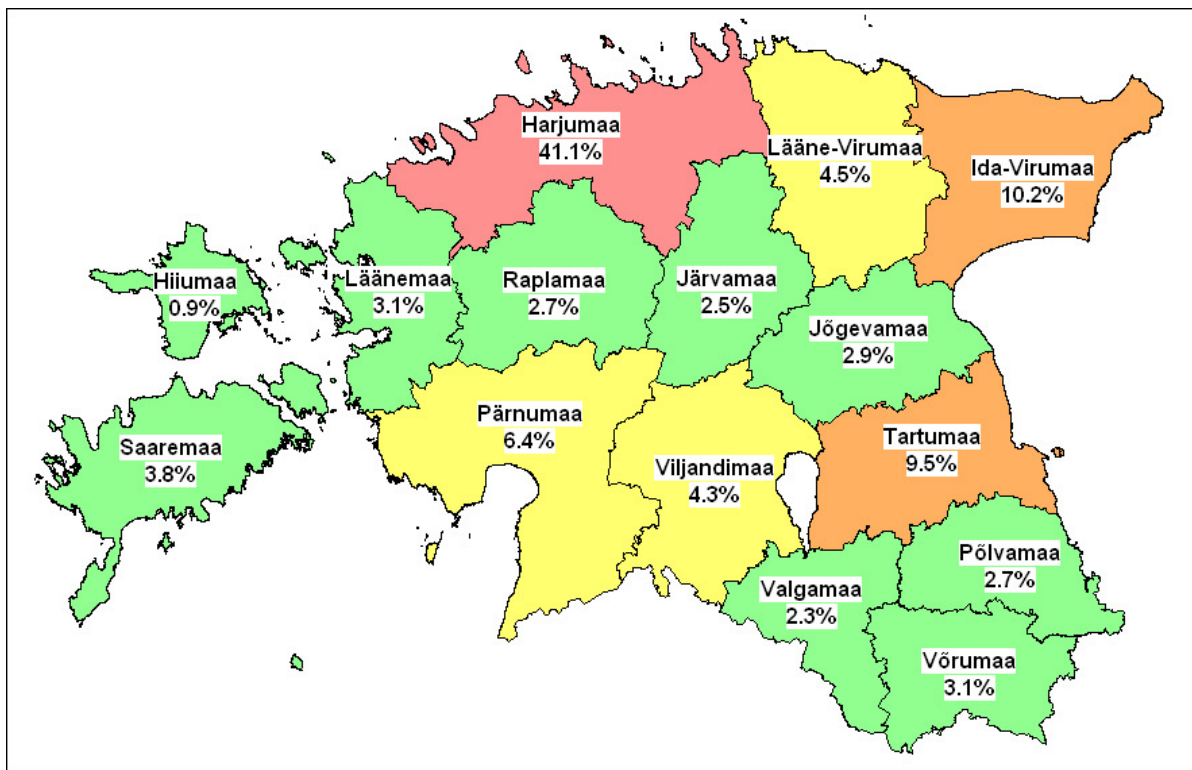 Harjumaa
41.1%
Lääne-Virumaa
4.5%
Ida-Virumaa
10.2%
Hiiumaa
0.9%
Läänemaa
3.1%
Raplamaa
2.7%
Järvamaa
2.5%
Jõgevamaa
2.9%
Saaremaa
3.8%
Pärnumaa
6.4%
Viljandimaa
4.3%
Tartumaa
9.5%
Valgamaa
2.3%
Põlvamaa
2.7%
Võrumaa
3.1%